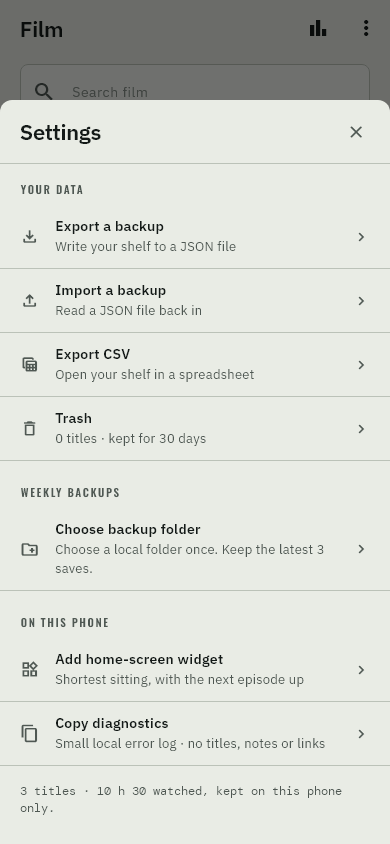 Film
Search film
Settings
YOUR DATA
Export a backup
Write your shelf to a JSON file
Import a backup
Read a JSON file back in
Export CSV
Open your shelf in a spreadsheet
Trash
0 titles · kept for 30 days
WEEKLY BACKUPS
Choose backup folder
Choose a local folder once. Keep the latest 3
saves.
ON THIS PHONE
Add home-screen widget
Shortest sitting, with the next episode up
Copy diagnostics
Small local error log · no titles, notes or links
3 titles · 10 h 30 watched, kept on this phone
only.